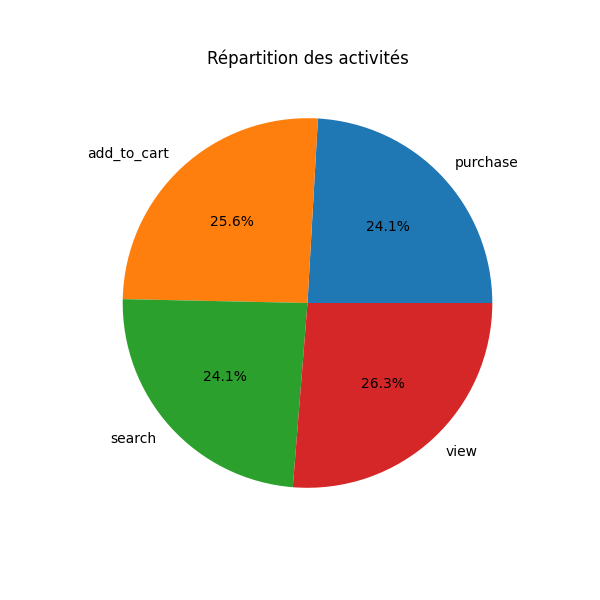 Répartition des activités
add_to_cart
purchase
25.6%
24.1%
24.1%
26.3%
search
view